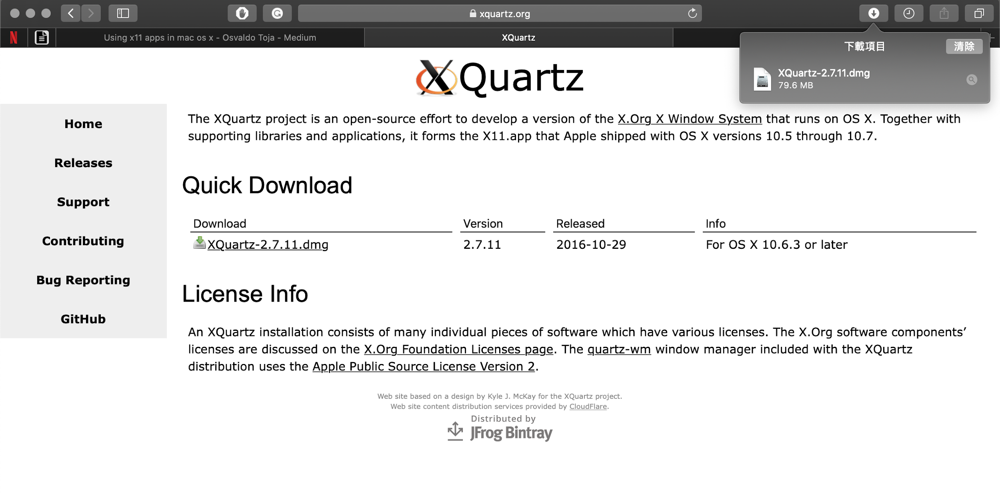 xquartz.org
Using x11 apps in mac os x - Osvaldo Toja - Medium
XQuartz
下載項目
清除
XQuartz-2.7.11.dmg
79.6 MB
XQuartz
Home
Releases
Support
Contributing
Bug Reporting
GitHub
The XQuartz project is an open-source effort to develop a version of the X.Org X Window System that runs on OS X. Together with
supporting libraries and applications, it forms the X11.app that Apple shipped with OS X versions 10.5 through 10.7.
Quick Download
Download Version Released Info
XQuartz-2.7.11.dmg 2.7.11 2016-10-29 For OS X 10.6.3 or later
License Info
An XQuartz installation consists of many individual pieces of software which have various licenses. The X.Org software components’
licenses are discussed on the X.Org Foundation Licenses page. The quartz-wm window manager included with the XQuartz
distribution uses the Apple Public Source License Version 2.
Web site based on a design by Kyle J. McKay for the XQuartz project.
Web site content distribution services provided by CloudFlare.
Distributed by
JFrog Bintray